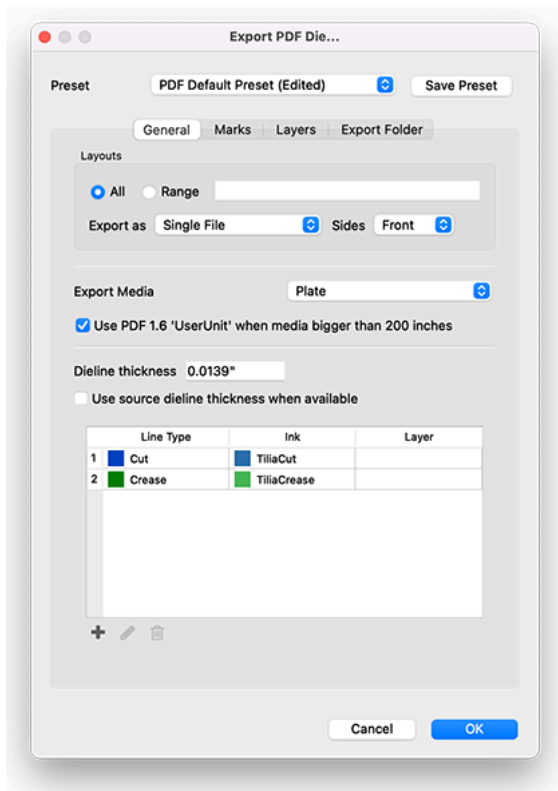 Export PDF Die...
Preset PDF Default Preset (Edited) Save Preset
General Marks Layers Export Folder
Layouts
All Range
Export as Single File Sides Front
Export Media Plate
Use PDF 1.6 'UserUnit' when media bigger than 200 inches
Dieline thickness 0.0139"
Use source dieline thickness when available
Line Type Ink Layer
1 Cut TiliaCut
2 Crease TiliaCrease
Cancel OK